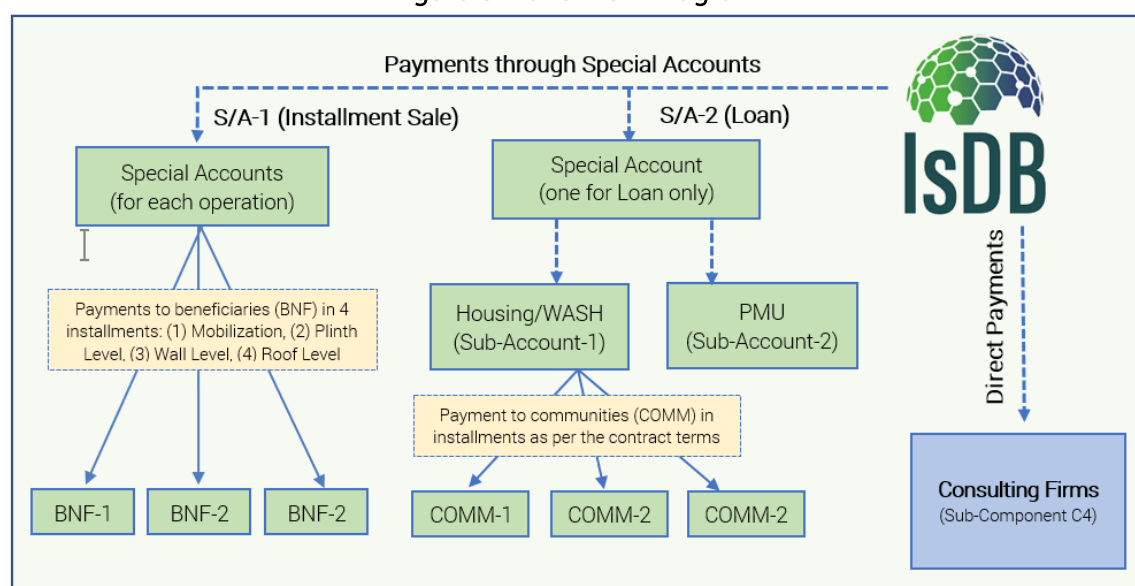 Payments through Special Accounts
S/A-1 (Installment Sale)
S/A-2 (Loan)
IsDB
Special Accounts
(for each operation)
Special Account
(one for Loan only)
Payments to beneficiaries (BNF) in 4
installments: (1) Mobilization, (2) Plinth
Level, (3) Wall Level, (4) Roof Level
Housing/WASH
(Sub-Account-1)
PMU
(Sub-Account-2)
Direct Payments
Payment to communities (COMM) in
installments as per the contract terms
BNF-1
BNF-2
BNF-2
COMM-1
COMM-2
COMM-2
Consulting Firms
(Sub-Component C4)